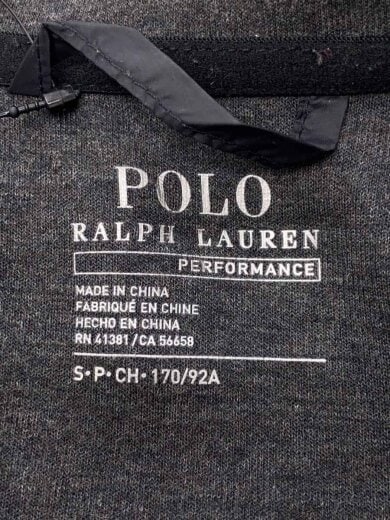 POLO
RALPH LAUREN
PERFORMANCE
MADE IN CHINA
FABRIQUÉ EN CHINE
HECHO EN CHINA
RN 41381/CA 56658
S•P•CH•170/92A